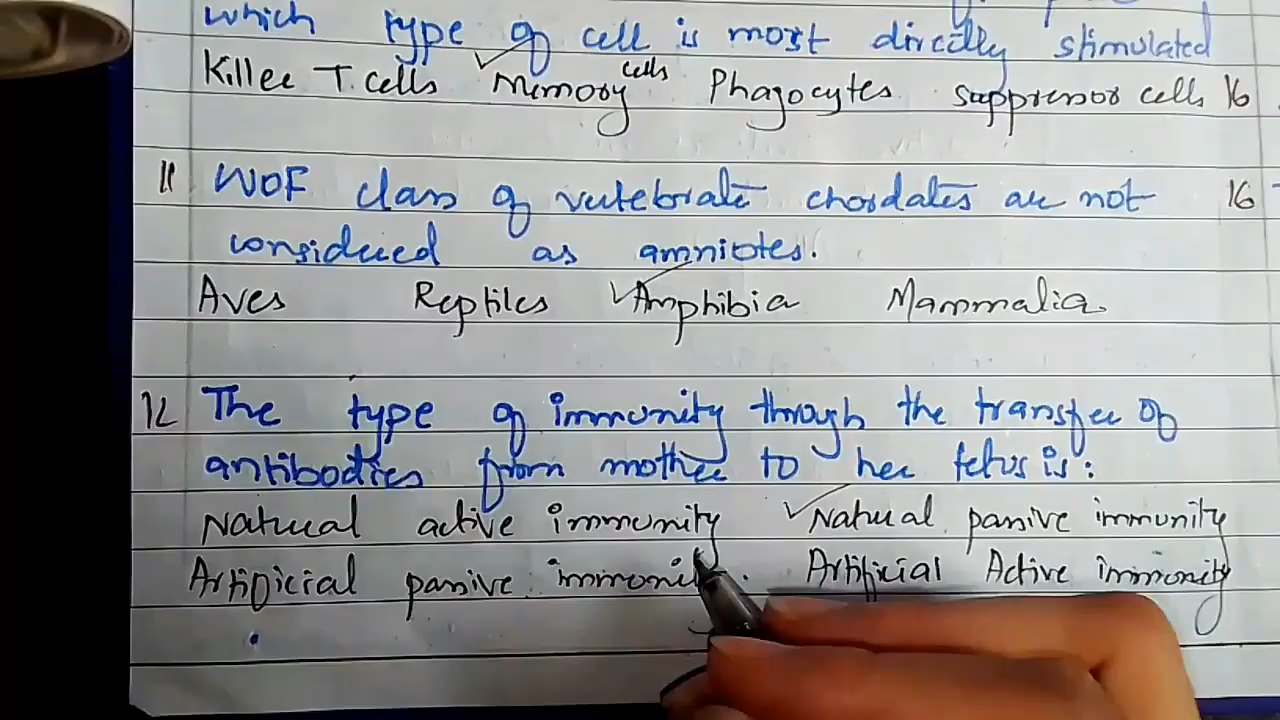 which type of cell is most directly stimulated
Killer T. cells ✓Memory cells Phagocytes. suppressor cells 16
11 WOF class of vertebrate chordates are not 16
considered as amniotes.
Aves Reptiles ✓Amphibia Mammalia.
12 The type of immunity through the transfer of
antibodies from mother to her fetus is:
Natural active immunity ✓Natural passive immunity
Artificial passive immunity. Artificial Active immunity